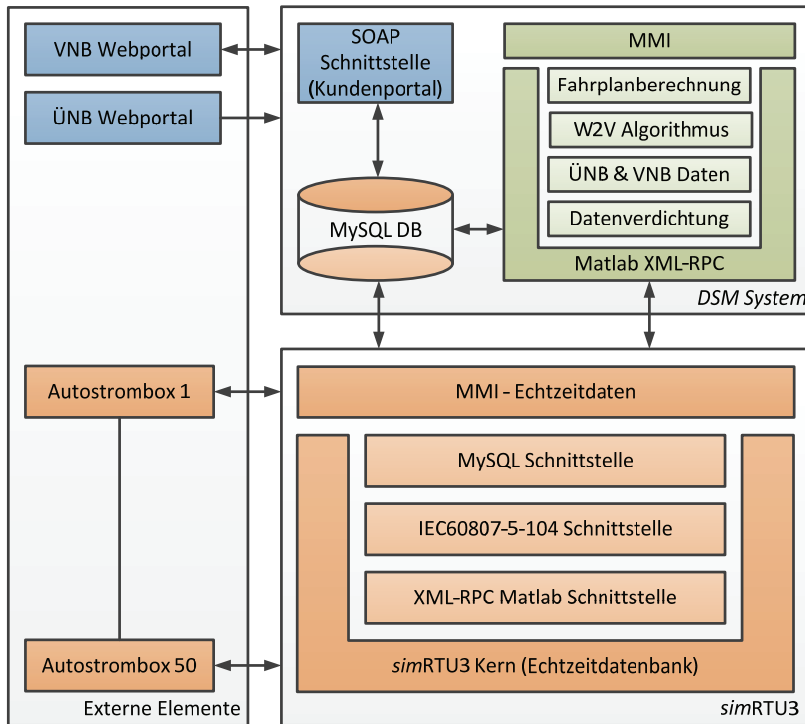 VNB Webportal
ÜNB Webportal
SOAP
Schnittstelle
(Kundenportal)
MySQL DB
MMI
Fahrplanberechnung
W2V Algorithmus
ÜNB & VNB Daten
Datenverdichtung
Matlab XML-RPC
DSM System
Autostrombox 1
Autostrombox 50
Externe Elemente
MMI - Echtzeitdaten
MySQL Schnittstelle
IEC60807-5-104 Schnittstelle
XML-RPC Matlab Schnittstelle
simRTU3 Kern (Echtzeitdatenbank)
simRTU3